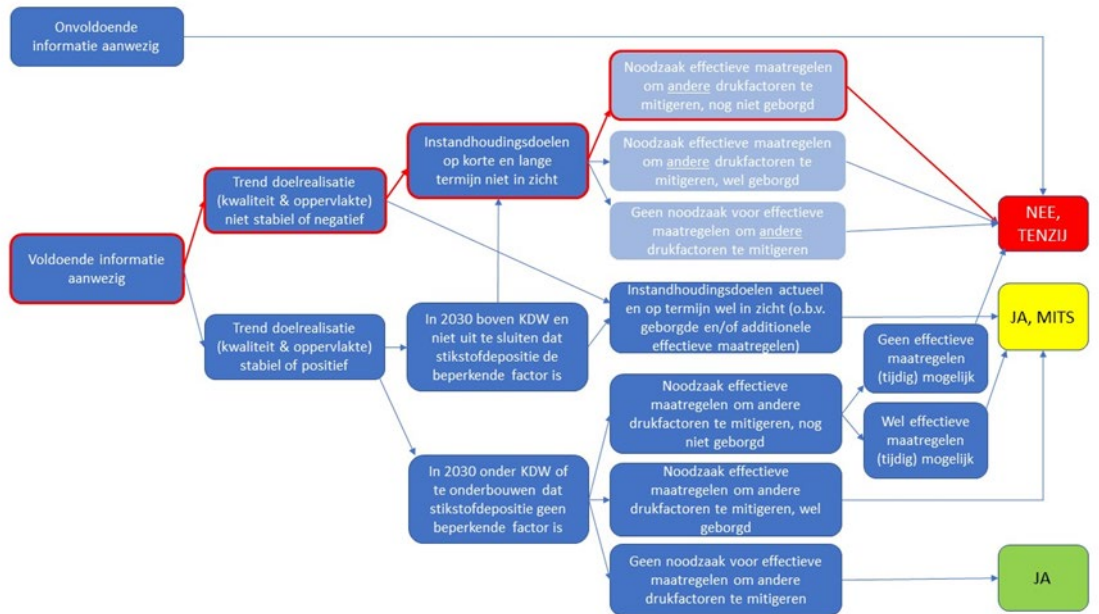 Onvoldoende
informatie aanwezig
Noodzaak effectieve maatregelen
om andere drukfactoren te
mitigeren, nog niet geborgd
Instandhoudingsdoelen
op korte en lange
termijn niet in zicht
Noodzaak effectieve maatregelen
om andere drukfactoren te
mitigeren, wel geborgd
Trend doelrealisatie
(kwaliteit & oppervlakte)
niet stabiel of negatief
Geen noodzaak voor effectieve
maatregelen om andere
drukfactoren te mitigeren
NEE,
TENZIJ
Voldoende informatie
aanwezig
Trend doelrealisatie
(kwaliteit & oppervlakte)
stabiel of positief
In 2030 boven KDW en
niet uit te sluiten dat
stikstofdepositie de
beperkende factor is
Instandhoudingsdoelen actueel
en op termijn wel in zicht (o.b.v.
geborgde en/of additionele
effectieve maatregelen)
JA, MITS
Geen effectieve
maatregelen
(tijdig) mogelijk
Noodzaak effectieve
maatregelen om andere
drukfactoren te mitigeren, nog
niet geborgd
Wel effectieve
maatregelen
(tijdig) mogelijk
In 2030 onder KDW of
te onderbouwen dat
stikstofdepositie geen
beperkende factor is
Noodzaak effectieve
maatregelen om andere
drukfactoren te mitigeren, wel
geborgd
Geen noodzaak voor effectieve
maatregelen om andere
drukfactoren te mitigeren
JA